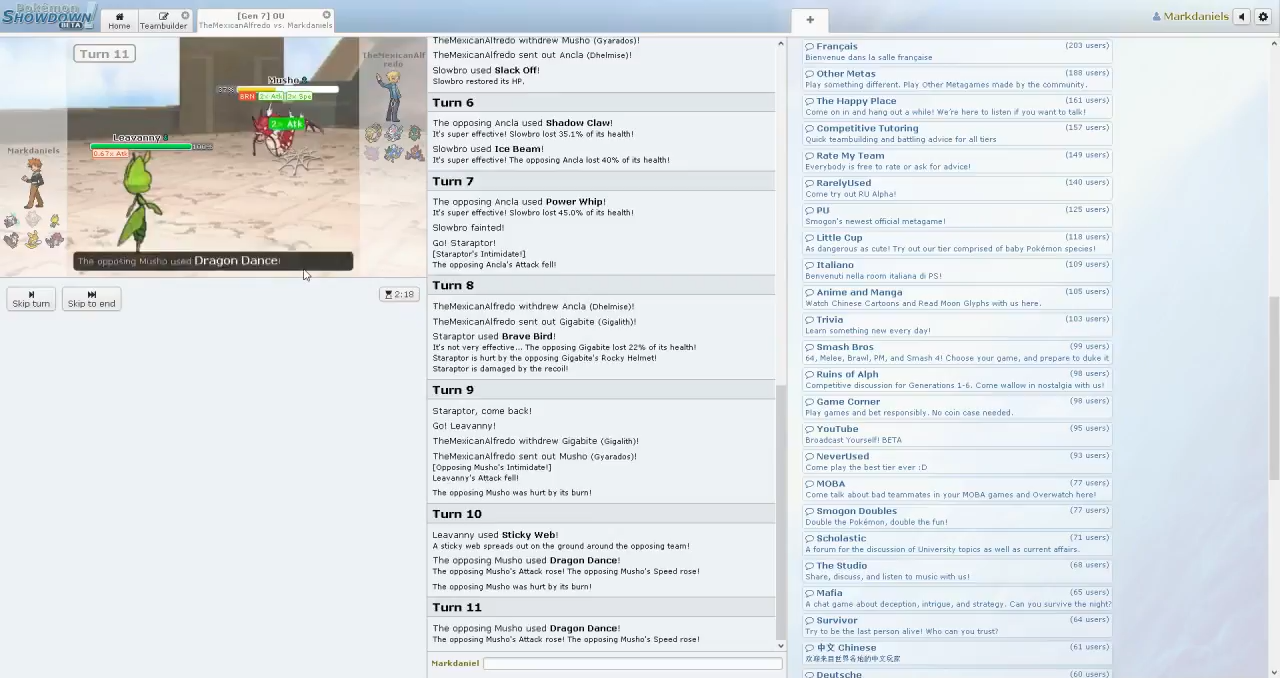 Pokémon
SHOWDOWN
BETA
Home
Teambuilder
[Gen 7] OU
TheMexicanAlfredo vs. Markdaniels
+
Markdaniels
Turn 11
TheMexicanAlf
redo
Musho
BRN 2x Atk 2x Spe
2x Atk
Leavanny
100%
0.67x Atk
Markdaniels
The opposing Musho used Dragon Dance!
Skip turn
Skip to end
2:18
TheMexicanAlfredo withdrew Musho (Gyarados)!
TheMexicanAlfredo sent out Ancla (Dhelmise)!
Slowbro used Slack Off!
Slowbro restored its HP.
Turn 6
The opposing Ancla used Shadow Claw!
It's super effective! Slowbro lost 35.1% of its health!
Slowbro used Ice Beam!
It's super effective! The opposing Ancla lost 40% of its health!
Turn 7
The opposing Ancla used Power Whip!
It's super effective! Slowbro lost 45.0% of its health!
Slowbro fainted!
Go! Staraptor!
[Staraptor's Intimidate!]
The opposing Ancla's Attack fell!
Turn 8
TheMexicanAlfredo withdrew Ancla (Dhelmise)!
TheMexicanAlfredo sent out Gigabite (Gigalith)!
Staraptor used Brave Bird!
It's not very effective... The opposing Gigabite lost 22% of its health!
Staraptor is hurt by the opposing Gigabite's Rocky Helmet!
Staraptor is damaged by the recoil!
Turn 9
Staraptor, come back!
Go! Leavanny!
TheMexicanAlfredo withdrew Gigabite (Gigalith)!
TheMexicanAlfredo sent out Musho (Gyarados)!
[Opposing Musho's Intimidate!]
Leavanny's Attack fell!
The opposing Musho was hurt by its burn!
Turn 10
Leavanny used Sticky Web!
A sticky web spreads out on the ground around the opposing team!
The opposing Musho used Dragon Dance!
The opposing Musho's Attack rose! The opposing Musho's Speed rose!
The opposing Musho was hurt by its burn!
Turn 11
The opposing Musho used Dragon Dance!
The opposing Musho's Attack rose! The opposing Musho's Speed rose!
Markdaniel
Français (203 users)
Bienvenue dans la salle française
Other Metas (188 users)
Play something different. Play Other Metagames made by the community.
The Happy Place (161 users)
Come on in and hang out a while! We're here to listen if you want to talk!
Competitive Tutoring (157 users)
Quick teambuilding and battling advice for all tiers
Rate My Team (149 users)
Everybody is free to rate or ask for advice!
RarelyUsed (140 users)
Come try out RU Alpha!
PU (125 users)
Smogon's newest official metagame!
Little Cup (118 users)
As dangerous as cute! Try out our tier comprised of baby Pokémon species!
Italiano (109 users)
Benvenuti nella room italiana di PS!
Anime and Manga (105 users)
Watch Chinese Cartoons and Read Moon Glyphs with us here.
Trivia (103 users)
Learn something new every day!
Smash Bros (99 users)
64, Melee, Brawl, PM, and Smash 4! Choose your game, and prepare to duke it
Ruins of Alph (98 users)
Competitive discussion for Generations 1-6. Come wallow in nostalgia with us!
Game Corner (98 users)
Play games and bet responsibly. No coin case needed.
YouTube (95 users)
Broadcast Yourself! BETA
NeverUsed (93 users)
Come play the best tier ever :D
MOBA (77 users)
Come talk about bad teammates in your MOBA games and Overwatch here!
Smogon Doubles (77 users)
Double the Pokémon, double the fun!
Scholastic (71 users)
A forum for the discussion of University topics as well as current affairs.
The Studio (68 users)
Share, discuss, and listen to music with us!
Mafia (65 users)
A chat game about deception, intrigue, and strategy. Can you survive the night?
Survivor (64 users)
Try to be the last person alive! Who can you trust?
中文 Chinese (61 users)
欢迎来自世界各地的中文玩家
Deutsche (60 users)